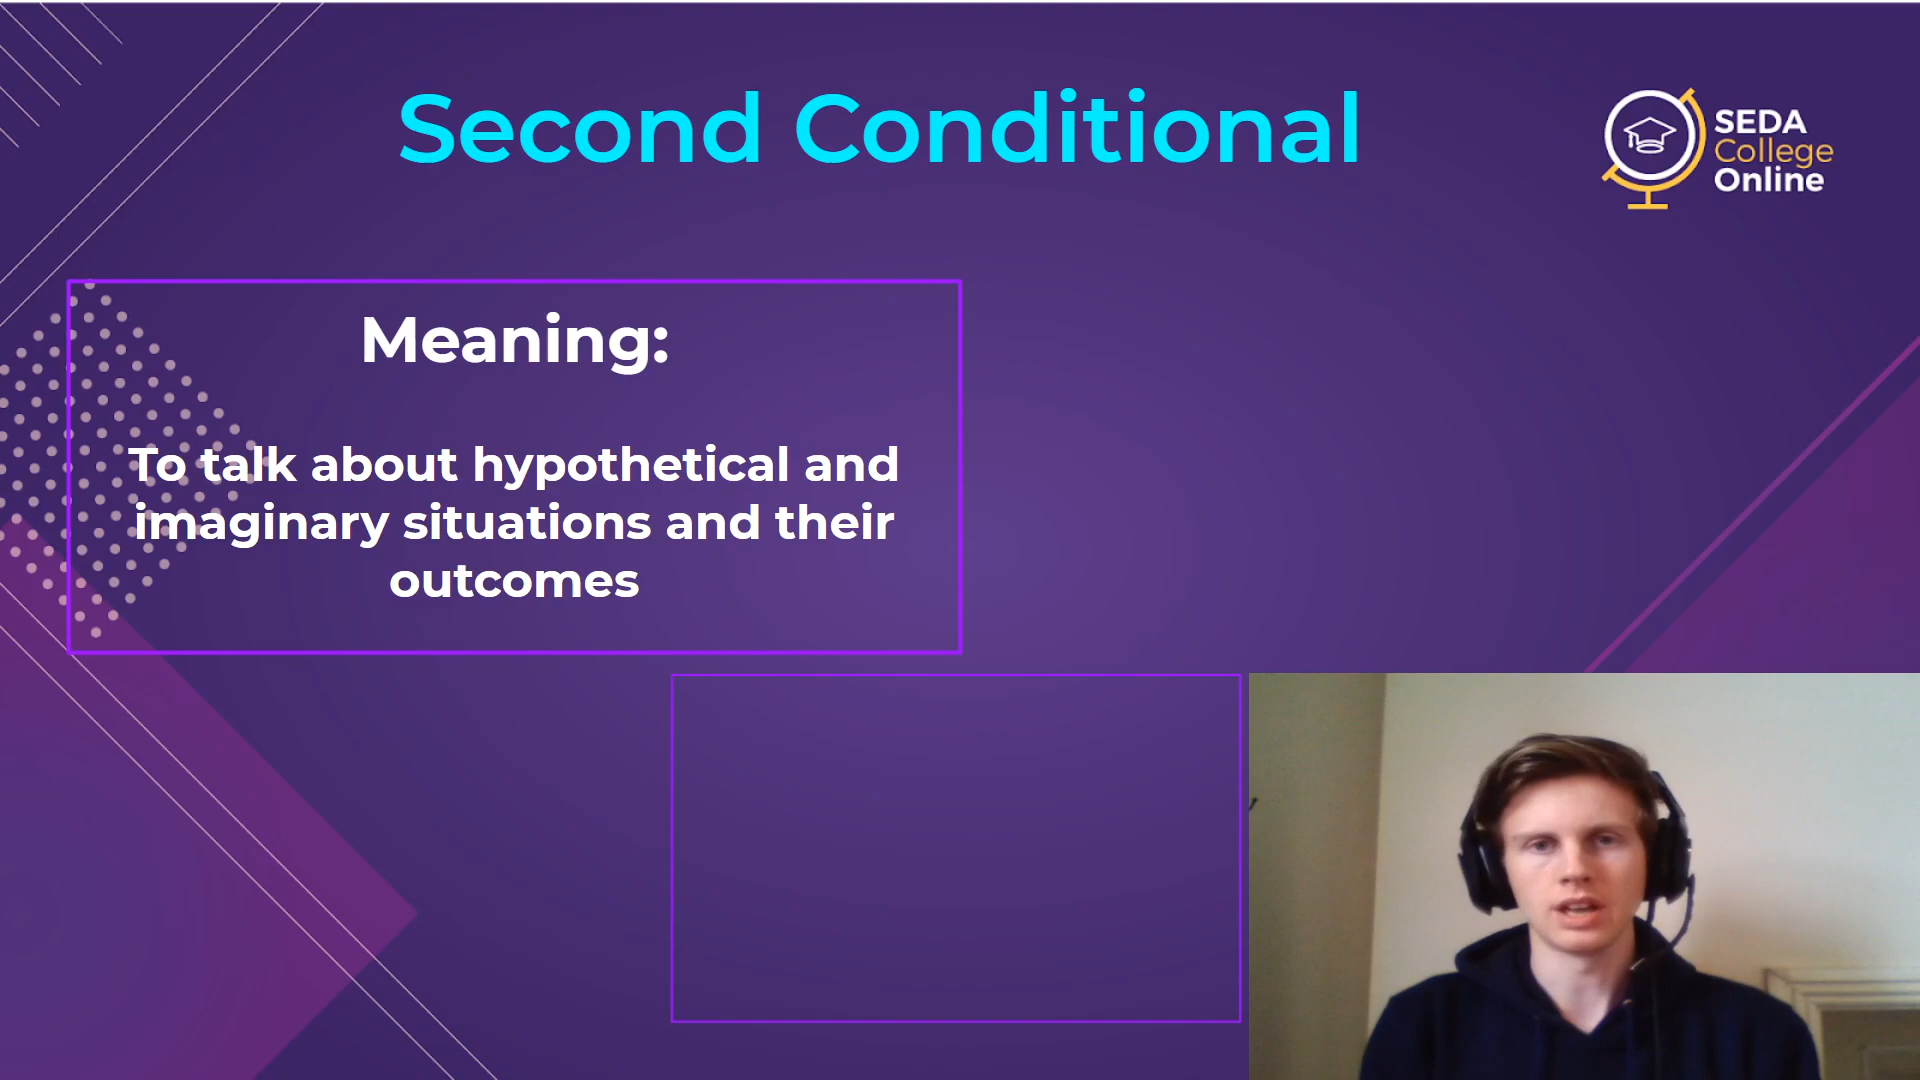 Second Conditional
SEDA
College
Online
Meaning:
To talk about hypothetical and
imaginary situations and their
outcomes